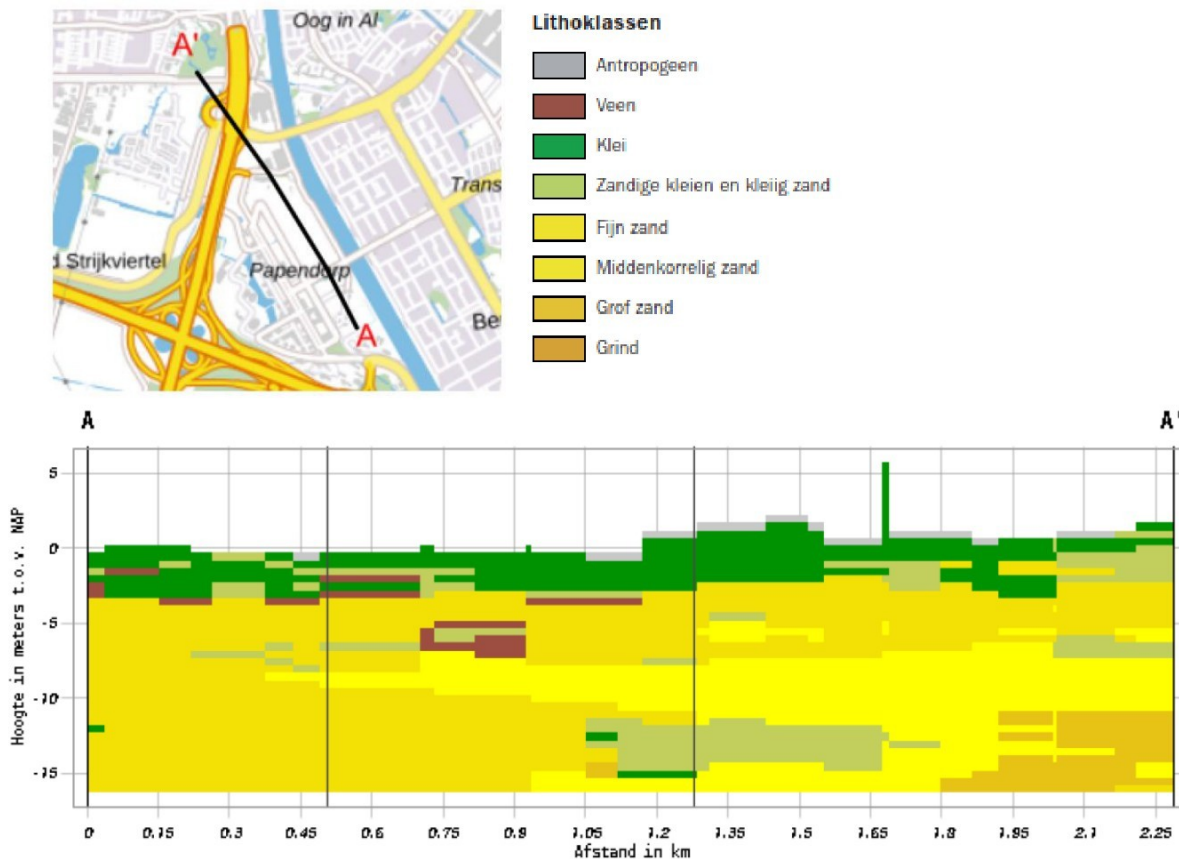 Oog in Al
A'
Trans
d Strijkviertel
Papendorp
A
Be
Lithoklassen
Antropogeen
Veen
Klei
Zandige kleien en kleiig zand
Fijn zand
Middenkorrelig zand
Grof zand
Grind
A A'
Hoogte in meters t.o.v. NAP
5
0
-5
-10
-15
0 0.15 0.3 0.45 0.6 0.75 0.9 1.05 1.2 1.35 1.5 1.65 1.8 1.95 2.1 2.25
Afstand in km